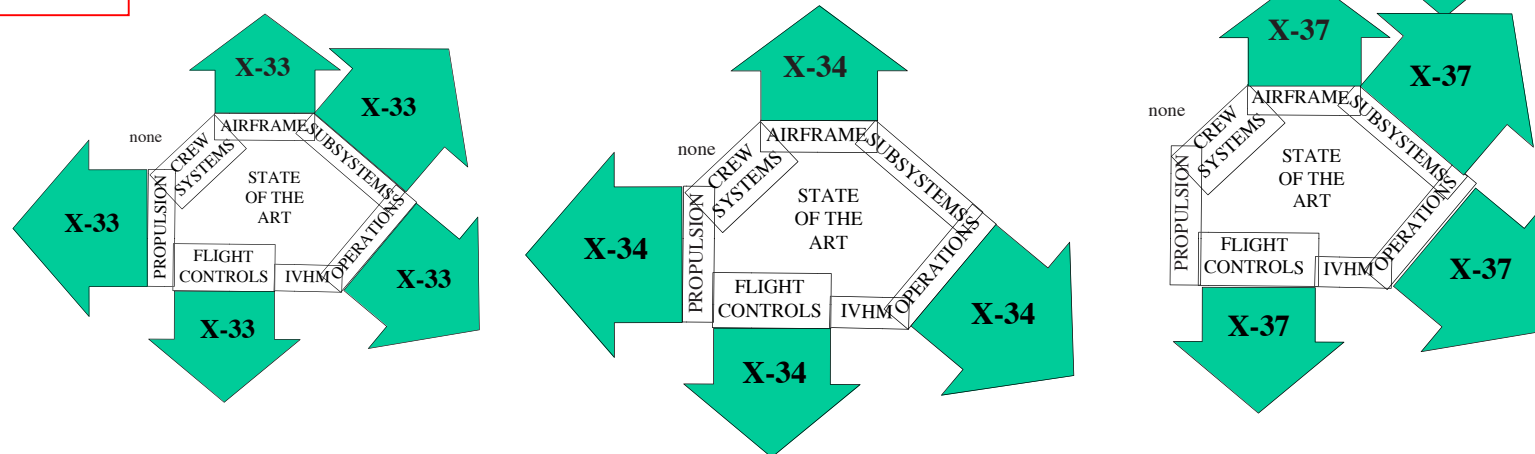 X-33
X-33
none
AIRFRAME
SUBSYSTEMS
CREW
SYSTEMS
STATE
OF THE
ART
X-33
PROPULSION
FLIGHT
CONTROLS
IVHM
OPERATIONS
X-33
X-33
X-34
none
AIRFRAME
SUBSYSTEMS
CREW
SYSTEMS
STATE
OF THE
ART
X-34
PROPULSION
FLIGHT
CONTROLS
IVHM
OPERATIONS
X-34
X-34
X-37
X-37
none
AIRFRAME
SUBSYSTEMS
CREW
SYSTEMS
STATE
OF THE
ART
PROPULSION
FLIGHT
CONTROLS
IVHM
OPERATIONS
X-37
X-37